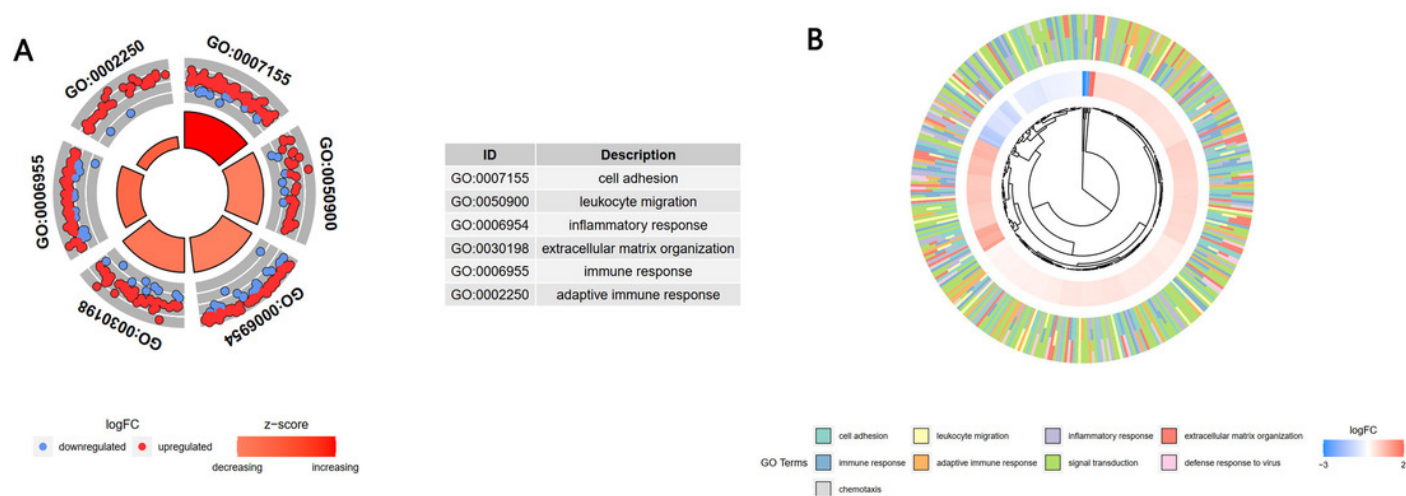 A
GO:0002250
GO:0007155
GO:0050900
GO:0006954
GO:0030198
GO:0006955
logFC
downregulated
upregulated
z−score
decreasing
increasing
ID Description
GO:0007155 cell adhesion
GO:0050900 leukocyte migration
GO:0006954 inflammatory response
GO:0030198 extracellular matrix organization
GO:0006955 immune response
GO:0002250 adaptive immune response
B
GO Terms
cell adhesion
leukocyte migration
inflammatory response
extracellular matrix organization
immune response
adaptive immune response
signal transduction
defense response to virus
chemotaxis
logFC
−3 2